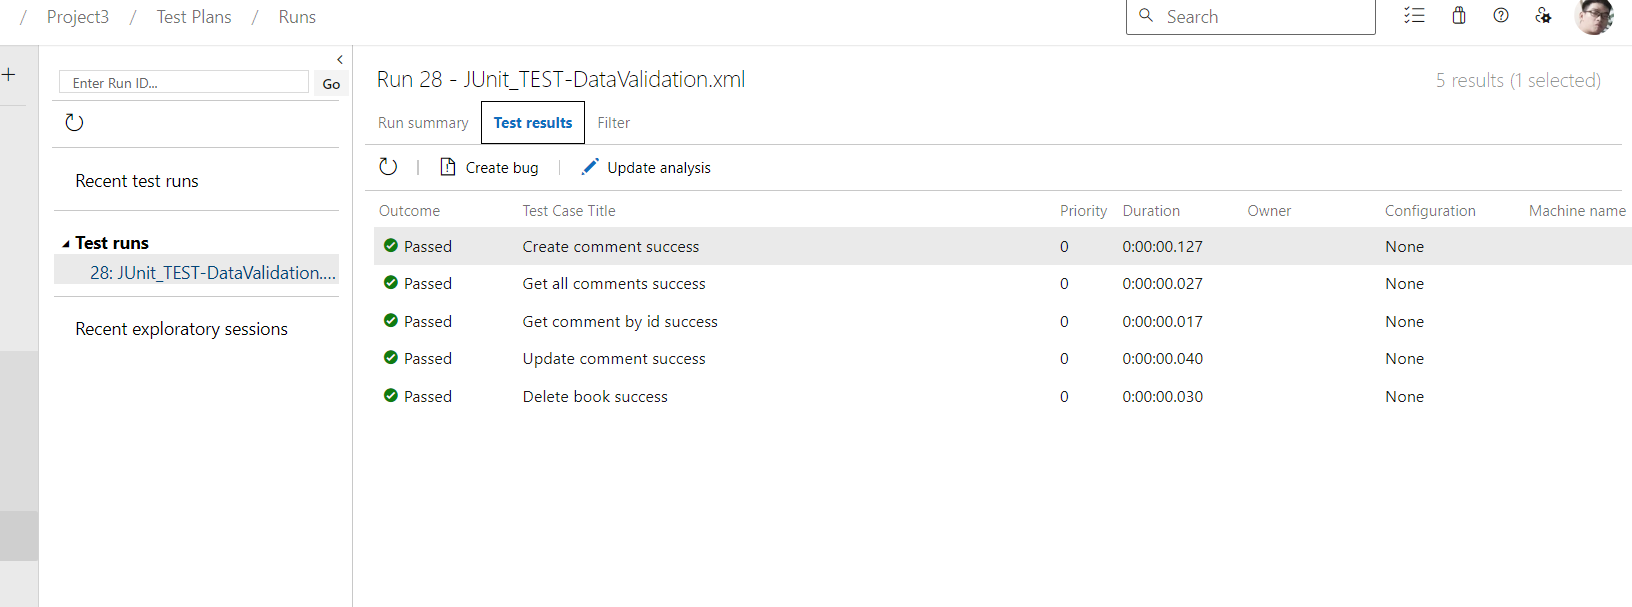 / Project3 / Test Plans / Runs
Search
Enter Run ID...
Go
Recent test runs
Test runs
28: JUnit_TEST-DataValidation....
Recent exploratory sessions
Run 28 - JUnit_TEST-DataValidation.xml
5 results (1 selected)
Run summary Test results Filter
Create bug Update analysis
Outcome Test Case Title Priority Duration Owner Configuration Machine name
Passed Create comment success 0 0:00:00.127 None
Passed Get all comments success 0 0:00:00.027 None
Passed Get comment by id success 0 0:00:00.017 None
Passed Update comment success 0 0:00:00.040 None
Passed Delete book success 0 0:00:00.030 None